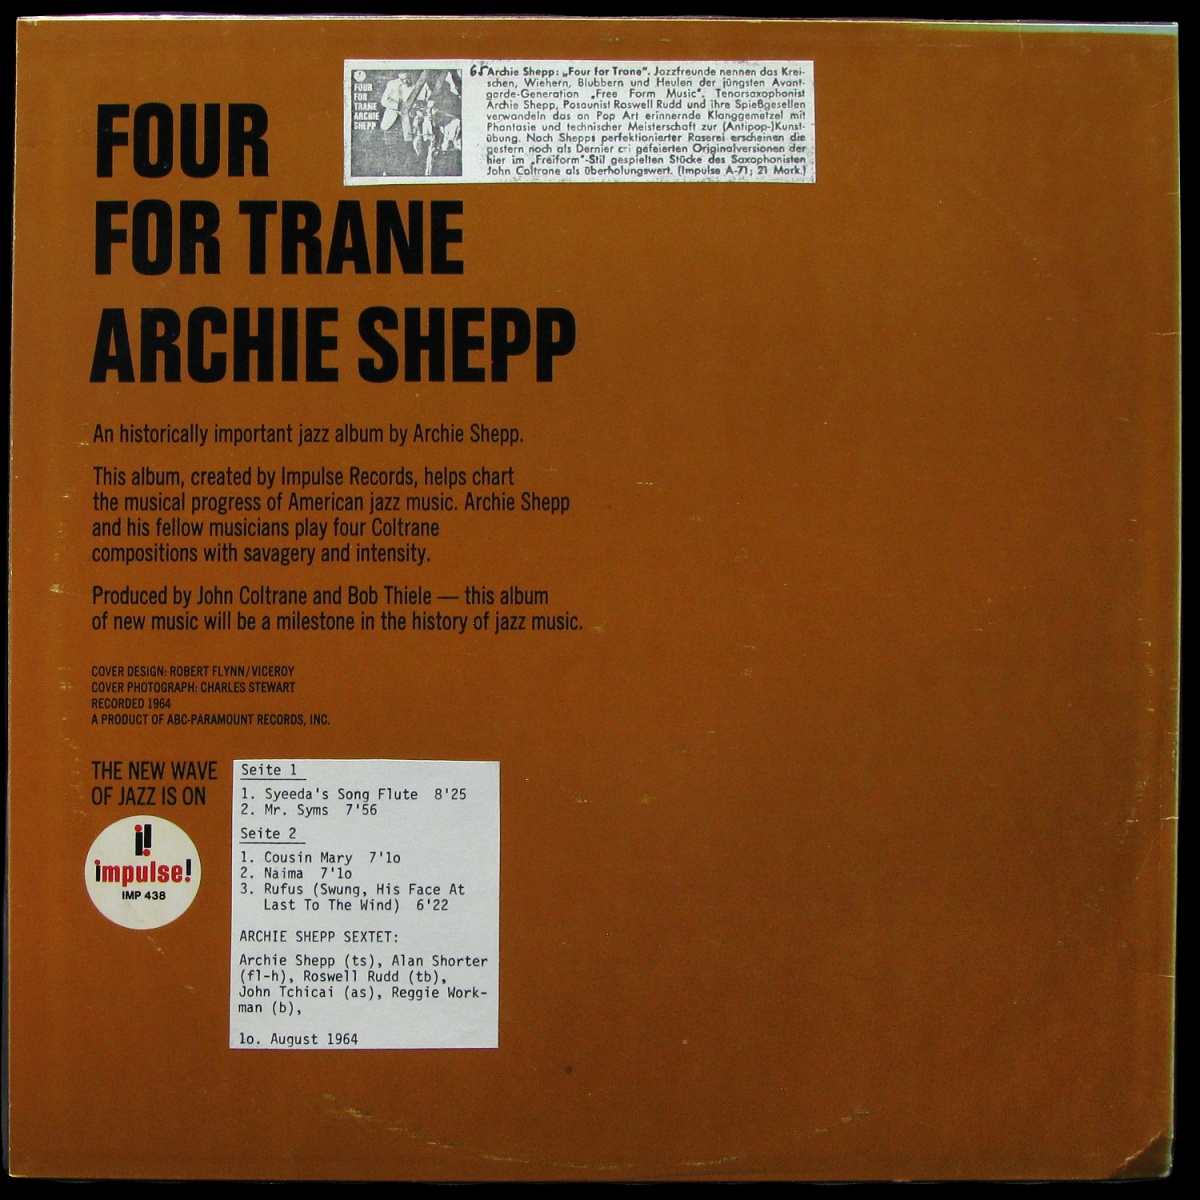 65 Archie Shepp: „Four for Trane". Jazzfreunde nennen das Krei-
schen, Wiehern, Blubbern und Heulen der jüngsten Avant-
garde-Generation „Free Form Music". Tenorsaxophonist
Archie Shepp, Posaunist Roswell Rudd und ihre Spießgesellen
verwandeln das an Pop Art erinnernde Klanggemetzel mit
Phantasie und technischer Meisterschaft zur (Antipop-)Kunst-
übung. Nach Shepps perfektionierter Raserei erscheinen die
gestern noch als Dernier cri gefeierten Originalversionen der
hier im „Freiform"-Stil gespielten Stücke des Saxophonisten
John Coltrane als überholungswert. (Impulse A-71; 21 Mark.)
FOUR
FOR
TRANE
ARCHIE
SHEPP
FOUR
FOR TRANE
ARCHIE SHEPP
An historically important jazz album by Archie Shepp.
This album, created by Impulse Records, helps chart
the musical progress of American jazz music. Archie Shepp
and his fellow musicians play four Coltrane
compositions with savagery and intensity.
Produced by John Coltrane and Bob Thiele — this album
of new music will be a milestone in the history of jazz music.
COVER DESIGN: ROBERT FLYNN/VICEROY
COVER PHOTOGRAPH: CHARLES STEWART
RECORDED 1964
A PRODUCT OF ABC-PARAMOUNT RECORDS, INC.
THE NEW WAVE
OF JAZZ IS ON
i!
impulse!
IMP 438
Seite 1
1. Syeeda's Song Flute 8'25
2. Mr. Syms 7'56
Seite 2
1. Cousin Mary 7'1o
2. Naima 7'1o
3. Rufus (Swung, His Face At
Last To The Wind) 6'22
ARCHIE SHEPP SEXTET:
Archie Shepp (ts), Alan Shorter
(fl-h), Roswell Rudd (tb),
John Tchicai (as), Reggie Work-
man (b),
1o. August 1964